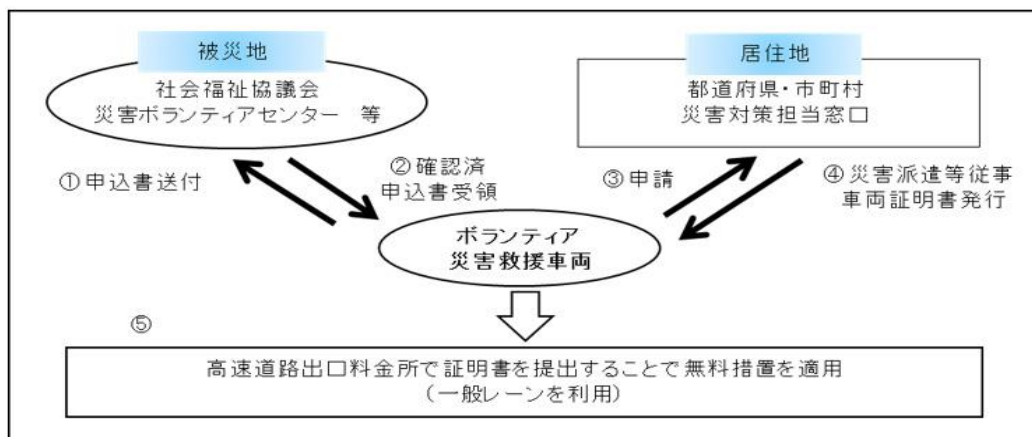 被災地
社会福祉協議会
災害ボランティアセンター　等
居住地
都道府県・市町村
災害対策担当窓口
①申込書送付
②確認済
申込書受領
③申請
④災害派遣等従事
車両証明書発行
ボランティア
災害救援車両
⑤
高速道路出口料金所で証明書を提出することで無料措置を適用
（一般レーンを利用）